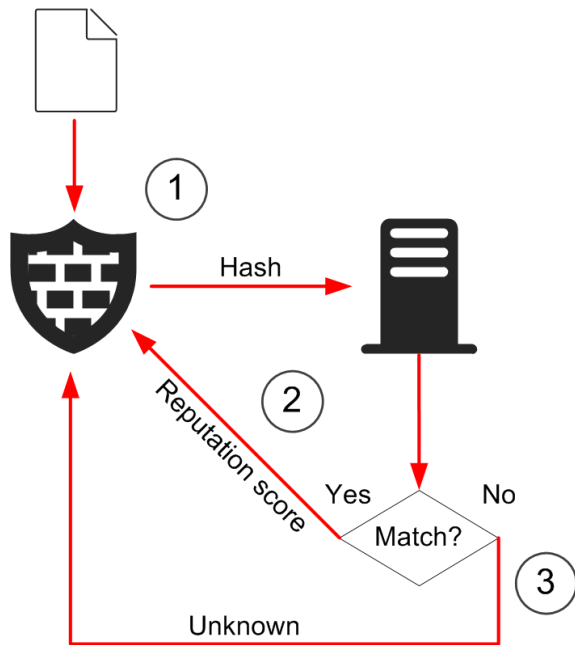 1
Hash
2
Reputation score
Yes
No
Match?
3
Unknown